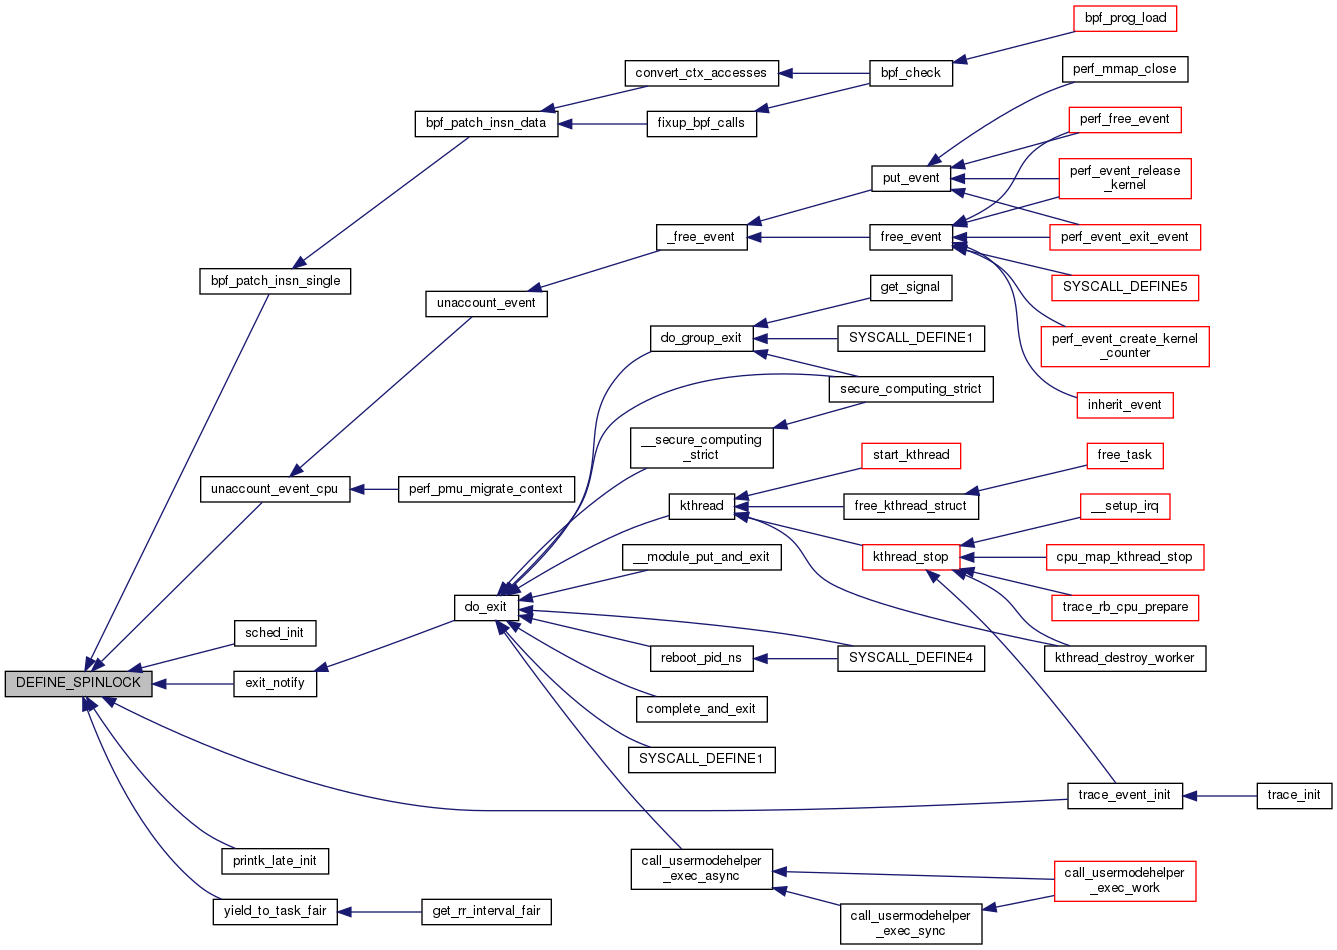 bpf_prog_load
convert_ctx_accesses
bpf_check
perf_mmap_close
bpf_patch_insn_data
fixup_bpf_calls
perf_free_event
put_event
perf_event_release
_kernel
_free_event
free_event
perf_event_exit_event
bpf_patch_insn_single
get_signal
SYSCALL_DEFINE5
unaccount_event
do_group_exit
SYSCALL_DEFINE1
perf_event_create_kernel
_counter
secure_computing_strict
inherit_event
__secure_computing
_strict
start_kthread
free_task
unaccount_event_cpu
perf_pmu_migrate_context
kthread
free_kthread_struct
__setup_irq
__module_put_and_exit
kthread_stop
cpu_map_kthread_stop
do_exit
trace_rb_cpu_prepare
sched_init
reboot_pid_ns
SYSCALL_DEFINE4
kthread_destroy_worker
DEFINE_SPINLOCK
exit_notify
complete_and_exit
SYSCALL_DEFINE1
trace_event_init
trace_init
printk_late_init
call_usermodehelper
_exec_async
call_usermodehelper
_exec_work
yield_to_task_fair
get_rr_interval_fair
call_usermodehelper
_exec_sync